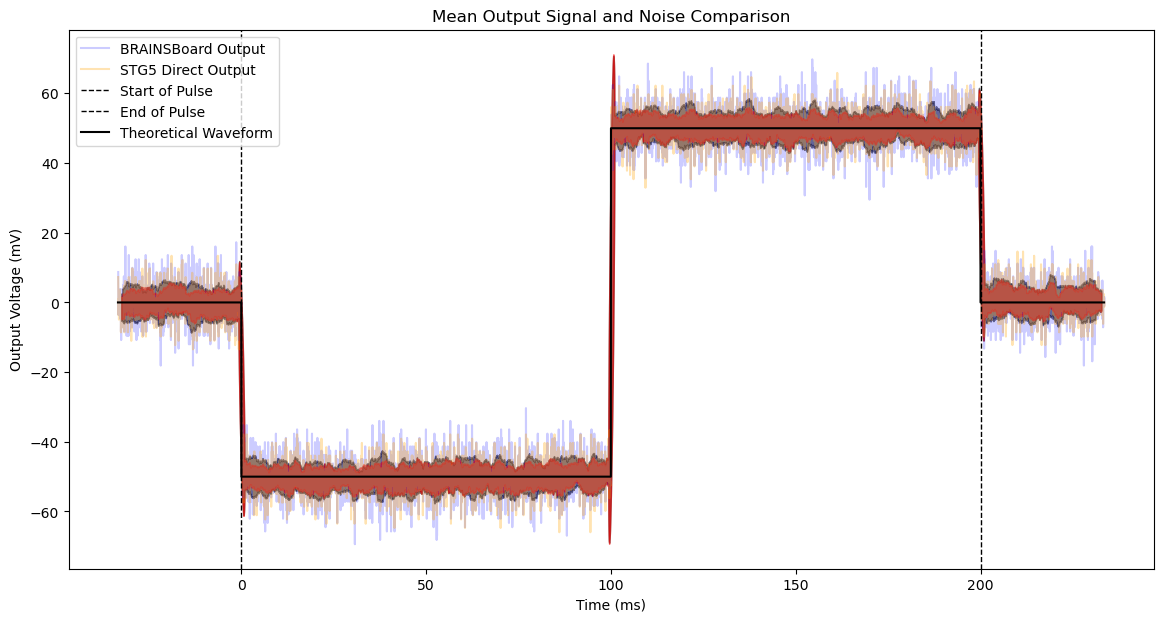 Mean Output Signal and Noise Comparison
BRAINSBoard Output
STG5 Direct Output
Start of Pulse
End of Pulse
Theoretical Waveform
Output Voltage (mV)
60
40
20
0
−20
−40
−60
0
50
100
150
200
Time (ms)